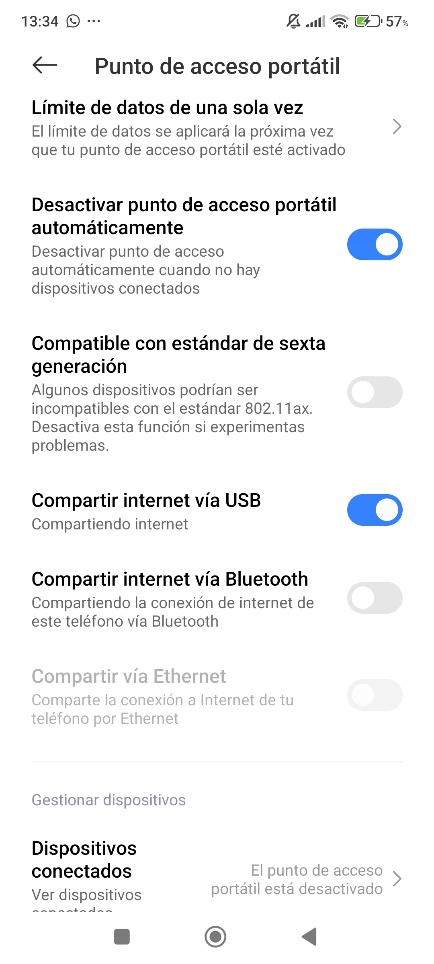 13:34 ... 57%
Punto de acceso portátil
Límite de datos de una sola vez
El límite de datos se aplicará la próxima vez
que tu punto de acceso portátil esté activado
Desactivar punto de acceso portátil
automáticamente
Desactivar punto de acceso
automáticamente cuando no hay
dispositivos conectados
Compatible con estándar de sexta
generación
Algunos dispositivos podrían ser
incompatibles con el estándar 802.11ax.
Desactiva esta función si experimentas
problemas.
Compartir internet vía USB
Compartiendo internet
Compartir internet vía Bluetooth
Compartiendo la conexión de internet de
este teléfono vía Bluetooth
Compartir vía Ethernet
Comparte la conexión a Internet de tu
teléfono por Ethernet
Gestionar dispositivos
Dispositivos
conectados
El punto de acceso
portátil está desactivado
Ver dispositivos
conectados